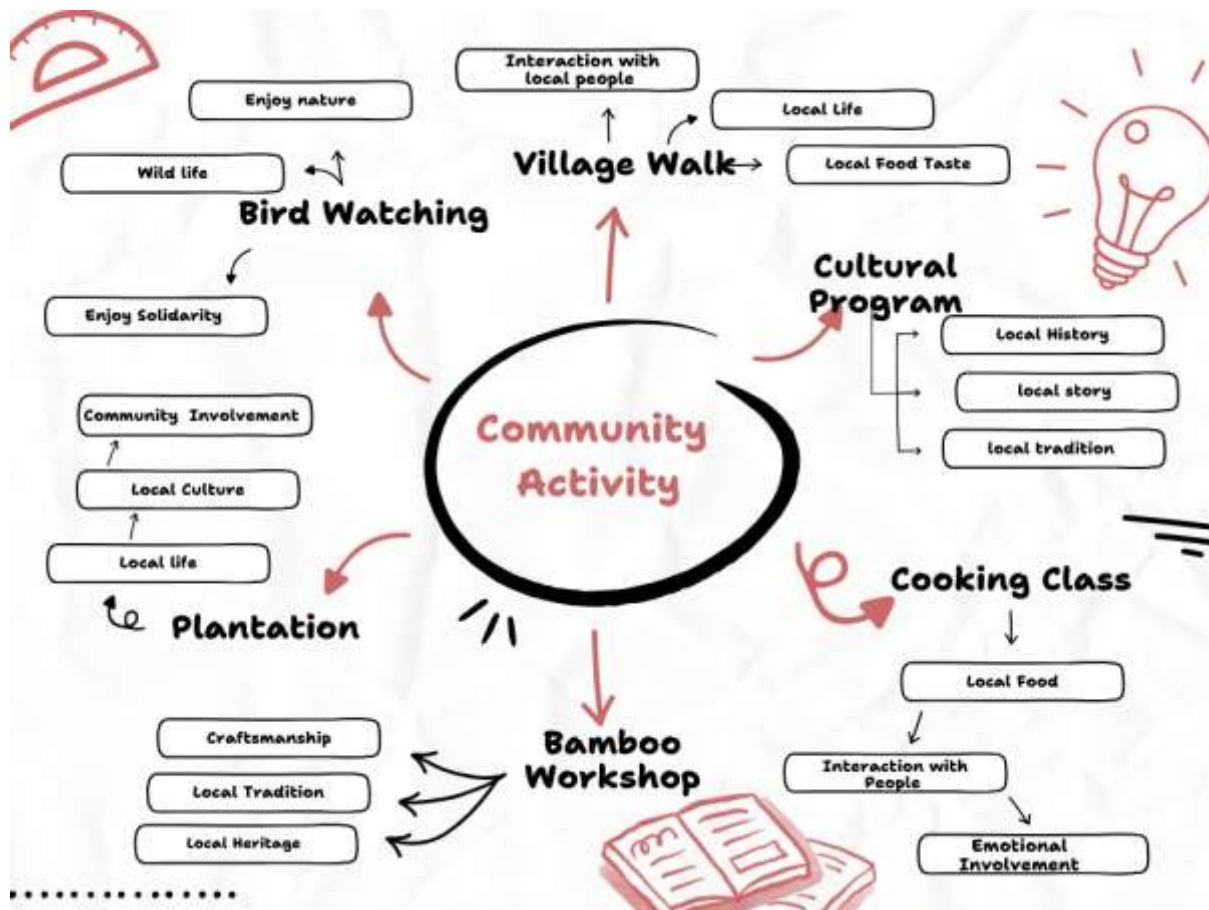 Interaction with
local people
Enjoy nature
Local Life
Village Walk
Local Food Taste
Wild life
Bird Watching
Cultural
Program
Enjoy Solidarity
Local History
local story
local tradition
Community Involvement
Local Culture
Local life
Plantation
Community
Activity
Cooking Class
Local Food
Interaction with
People
Emotional
Involvement
Bamboo
Workshop
Craftsmanship
Local Tradition
Local Heritage